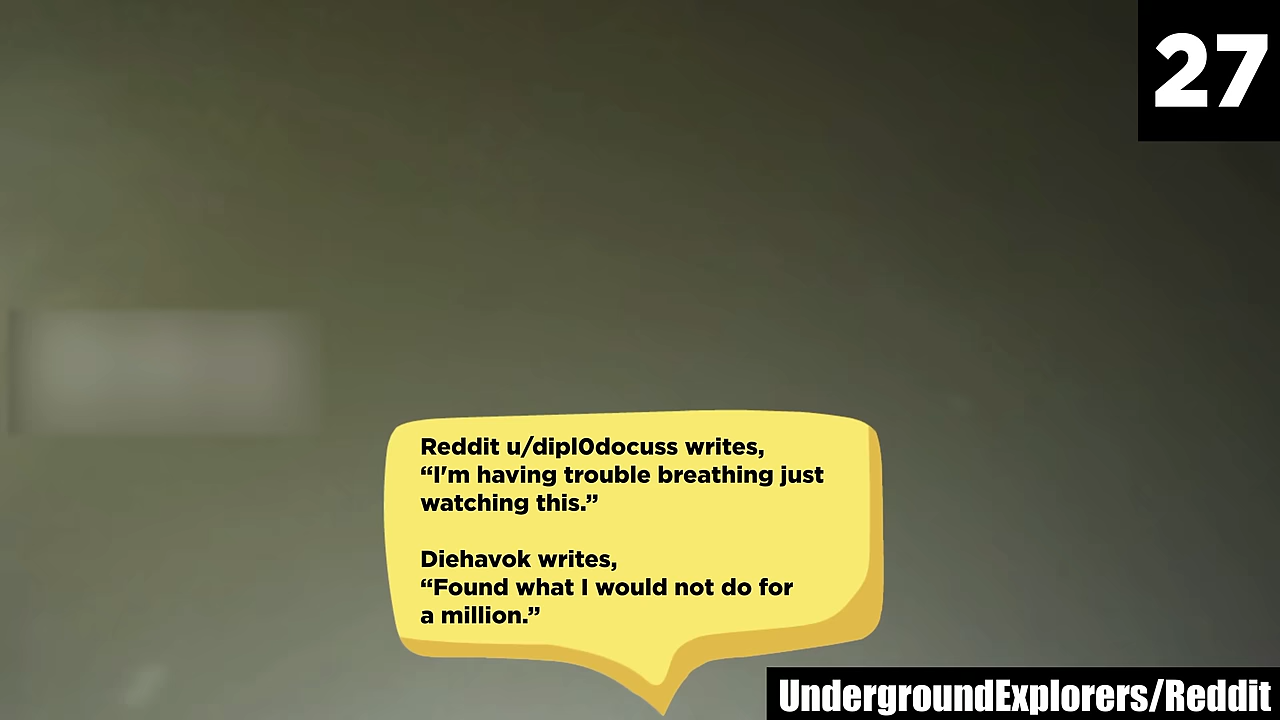 27
Reddit u/dipl0docuss writes,
“I'm having trouble breathing just
watching this.”
Diehavok writes,
“Found what I would not do for
a million.”
UndergroundExplorers/Reddit